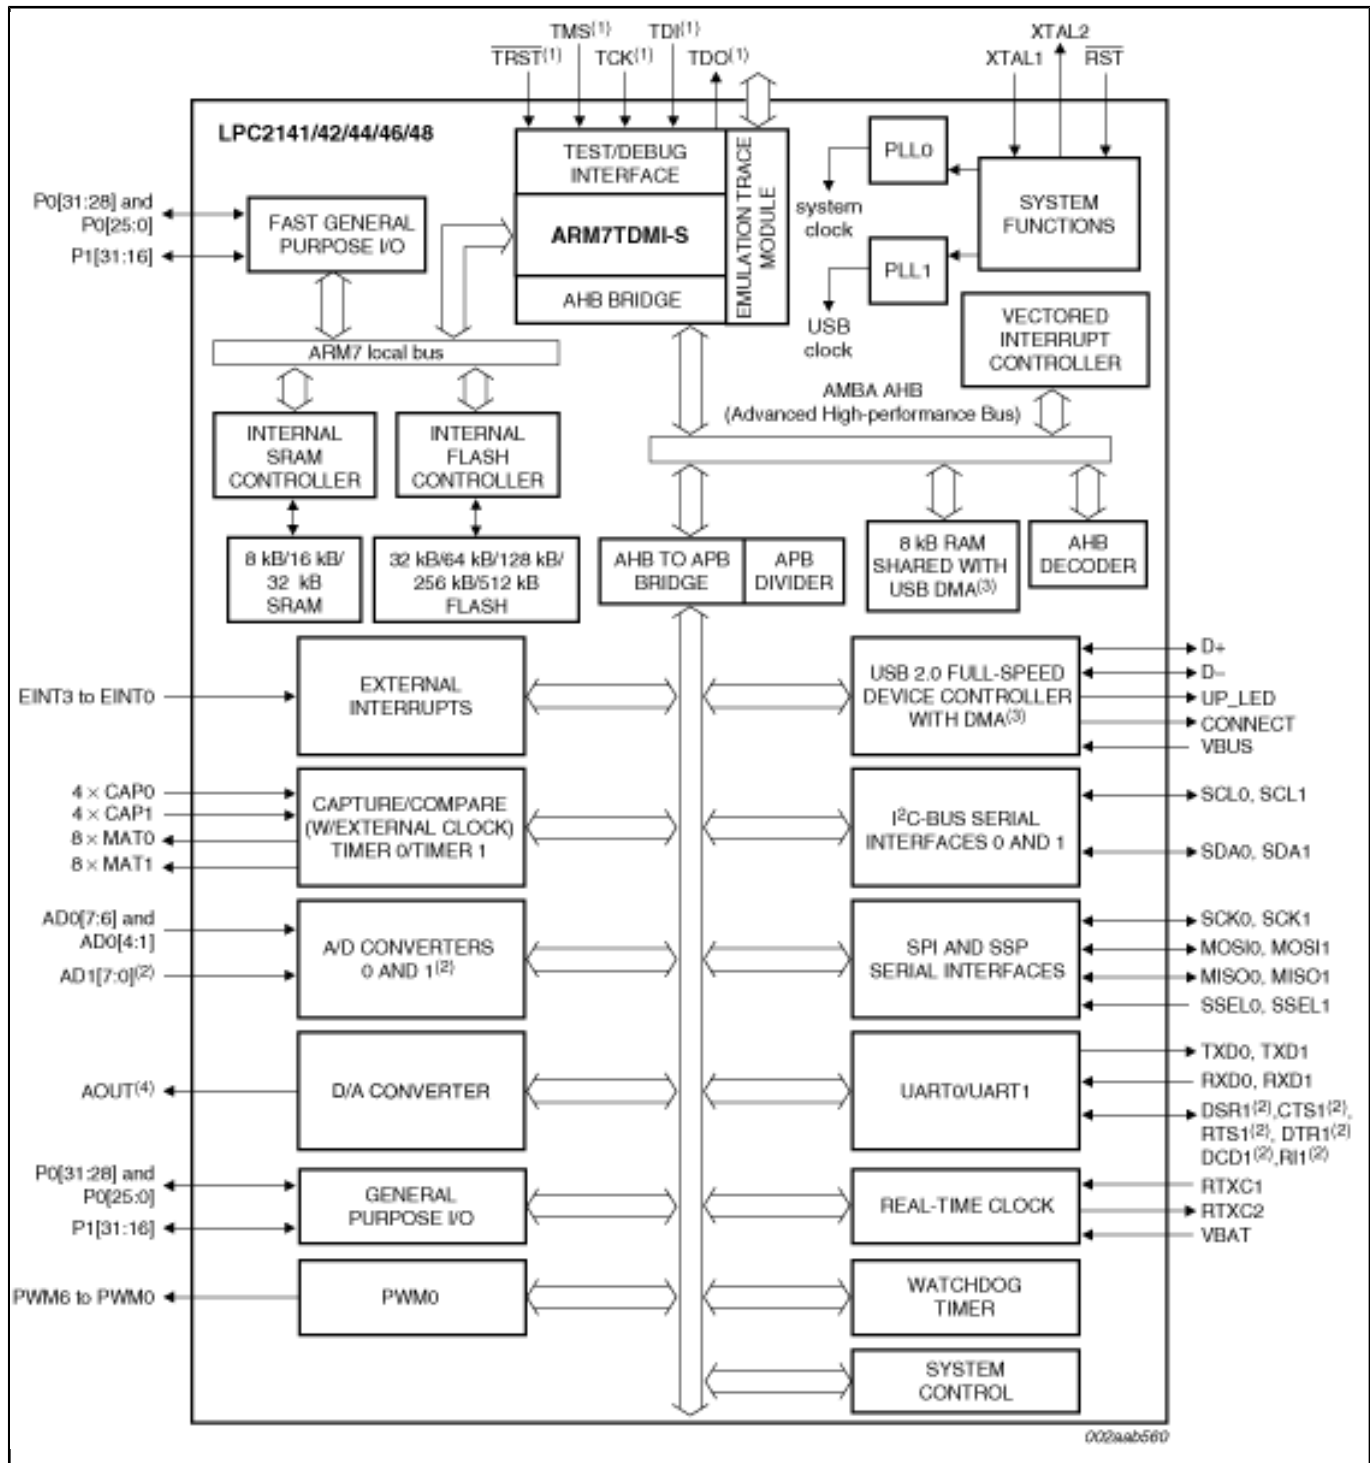 TMS(1)
TDI(1)
XTAL2
TRST(1)
TCK(1)
TDO(1)
XTAL1
RST
LPC2141/42/44/46/48
TEST/DEBUG
INTERFACE
EMULATION TRACE
MODULE
PLL0
P0[31:28] and
P0[25:0]
P1[31:16]
FAST GENERAL
PURPOSE I/O
ARM7TDMI-S
system
clock
SYSTEM
FUNCTIONS
PLL1
AHB BRIDGE
USB
clock
VECTORED
INTERRUPT
CONTROLLER
ARM7 local bus
AMBA AHB
(Advanced High-performance Bus)
INTERNAL
SRAM
CONTROLLER
INTERNAL
FLASH
CONTROLLER
8 kB/16 kB/
32 kB
SRAM
32 kB/64 kB/128 kB/
256 kB/512 kB
FLASH
AHB TO APB
BRIDGE
APB
DIVIDER
8 kB RAM
SHARED WITH
USB DMA(3)
AHB
DECODER
EINT3 to EINT0
EXTERNAL
INTERRUPTS
USB 2.0 FULL-SPEED
DEVICE CONTROLLER
WITH DMA(3)
D+
D−
UP_LED
CONNECT
VBUS
4 × CAP0
4 × CAP1
8 × MAT0
8 × MAT1
CAPTURE/COMPARE
(W/EXTERNAL CLOCK)
TIMER 0/TIMER 1
I2C-BUS SERIAL
INTERFACES 0 AND 1
SCL0, SCL1
SDA0, SDA1
AD0[7:6] and
AD0[4:1]
AD1[7:0](2)
A/D CONVERTERS
0 AND 1(2)
SPI AND SSP
SERIAL INTERFACES
SCK0, SCK1
MOSI0, MOSI1
MISO0, MISO1
SSEL0, SSEL1
AOUT(4)
D/A CONVERTER
UART0/UART1
TXD0, TXD1
RXD0, RXD1
DSR1(2),CTS1(2),
RTS1(2), DTR1(2)
DCD1(2),RI1(2)
P0[31:28] and
P0[25:0]
P1[31:16]
GENERAL
PURPOSE I/O
REAL-TIME CLOCK
RTXC1
RTXC2
VBAT
PWM6 to PWM0
PWM0
WATCHDOG
TIMER
SYSTEM
CONTROL
002aab560